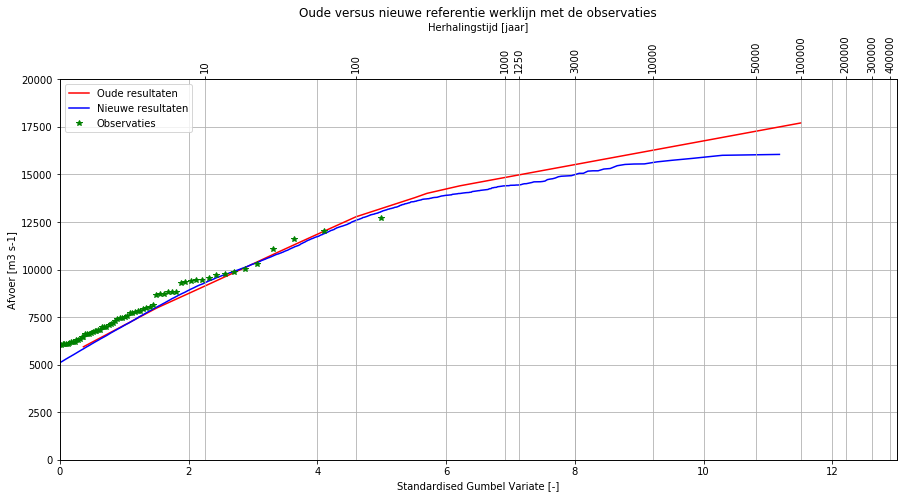 Oude versus nieuwe referentie werklijn met de observaties
Herhalingstijd [jaar]
10 100 1000 1250 3000 10000 50000 100000 200000 300000 400000
Oude resultaten
Nieuwe resultaten
Observaties
Afvoer [m3 s-1]
20000
17500
15000
12500
10000
7500
5000
2500
0
0 2 4 6 8 10 12
Standardised Gumbel Variate [-]